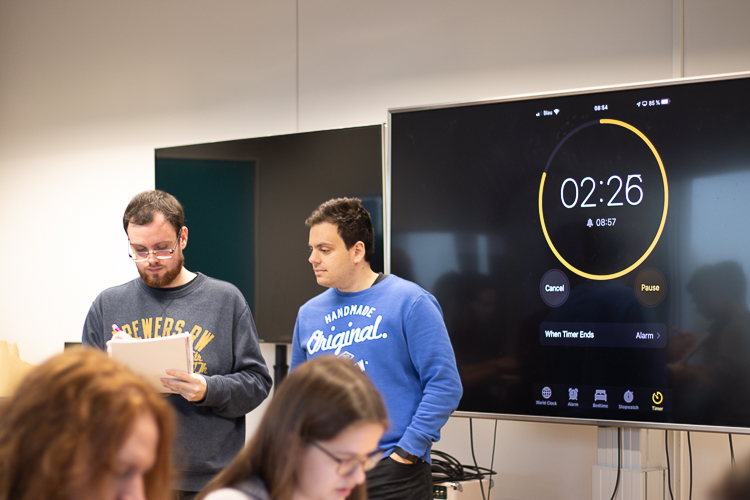 Bliss
08:54
85 %
02:26
08:57
Cancel
Pause
When Timer Ends
Alarm
World Clock
Alarm
Bedtime
Stopwatch
Timer
HANDMADE
Original.